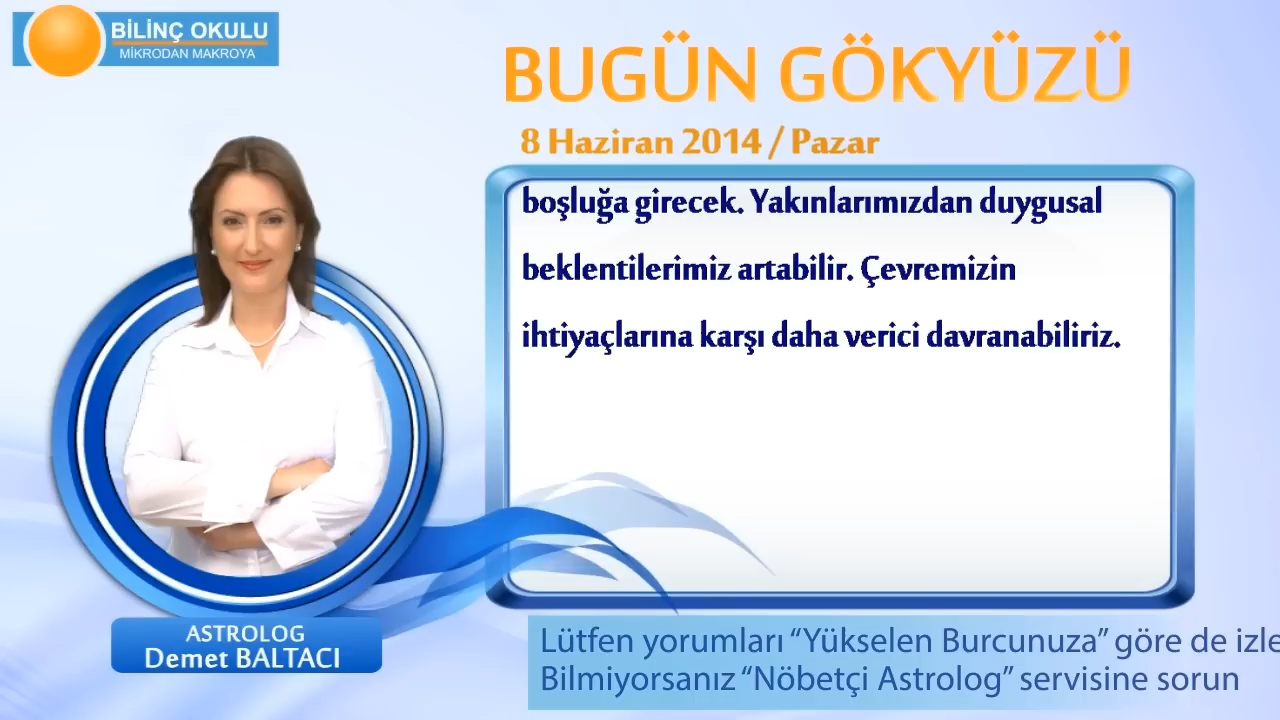 BİLİNÇ OKULU
MİKRODAN MAKROYA
BUGÜN GÖKYÜZÜ
8 Haziran 2014 / Pazar
boşluğa girecek. Yakınlarımızdan duygusal
beklentilerimiz artabilir. Çevremizin
ihtiyaçlarına karşı daha verici davranabiliriz.
ASTROLOG
Demet BALTACI
Lütfen yorumları “Yükselen Burcunuza” göre de izle
Bilmiyorsanız “Nöbetçi Astrolog” servisine sorun